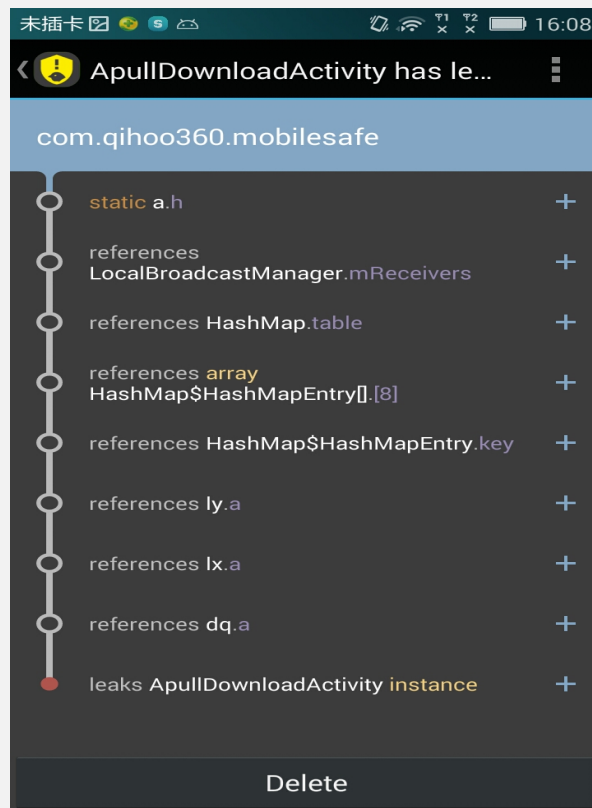 未插卡 16:08
ApullDownloadActivity has le...
com.qihoo360.mobilesafe
static a.h
references
LocalBroadcastManager.mReceivers
references HashMap.table
references array
HashMap$HashMapEntry[].[8]
references HashMap$HashMapEntry.key
references ly.a
references lx.a
references dq.a
leaks ApullDownloadActivity instance
Delete